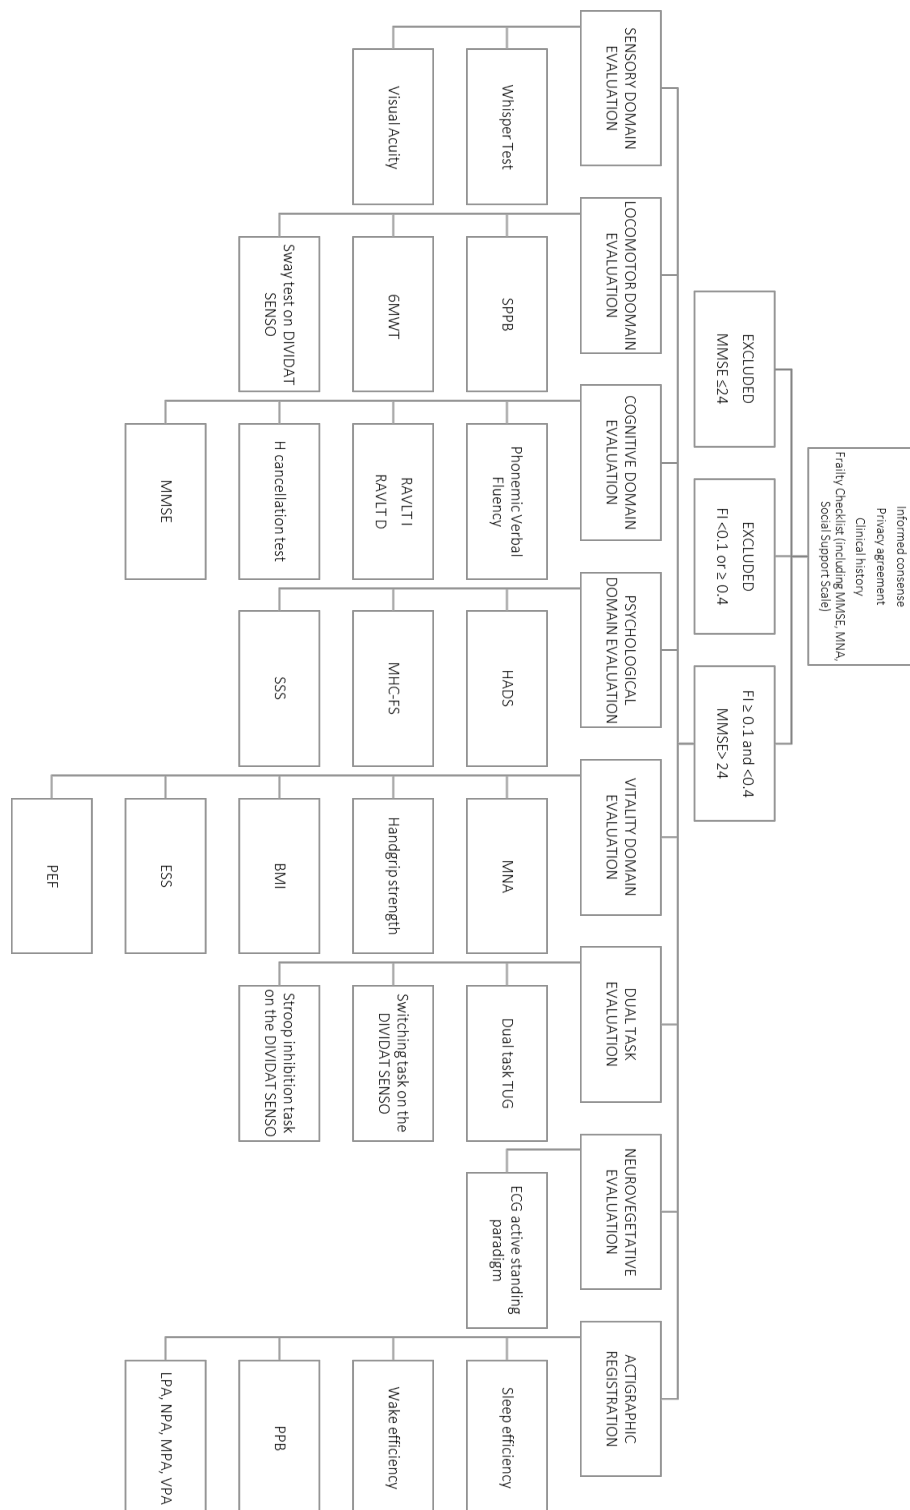 Informed consense
Privacy agreement
Clinical history
Frailty Checklist (including MMSE, MNA,
Social Support Scale)
EXCLUDED
MMSE ≤24
EXCLUDED
FI <0.1 or ≥ 0.4
FI ≥ 0.1 and <0.4
MMSE> 24
SENSORY DOMAIN
EVALUATION
Whisper Test
Visual Acuity
LOCOMOTOR DOMAIN
EVALUATION
SPPB
6MWT
Sway test on DIVIDAT
SENSO
COGNITIVE DOMAIN
EVALUATION
Phonemic Verbal
Fluency
RAVLT I
RAVLT D
H cancellation test
MMSE
PSYCHOLOGICAL
DOMAIN EVALUATION
HADS
MHC-FS
SSS
VITALITY DOMAIN
EVALUATION
MNA
Handgrip strength
BMI
ESS
PEF
DUAL TASK
EVALUATION
Dual task TUG
Switching task on the
DIVIDAT SENSO
Stroop inhibition task
on the DIVIDAT SENSO
NEUROVEGETATIVE
EVALUATION
ECG active standing
paradigm
ACTIGRAPHIC
REGISTRATION
Sleep efficiency
Wake efficiency
PPB
LPA, NPA, MPA, VPA